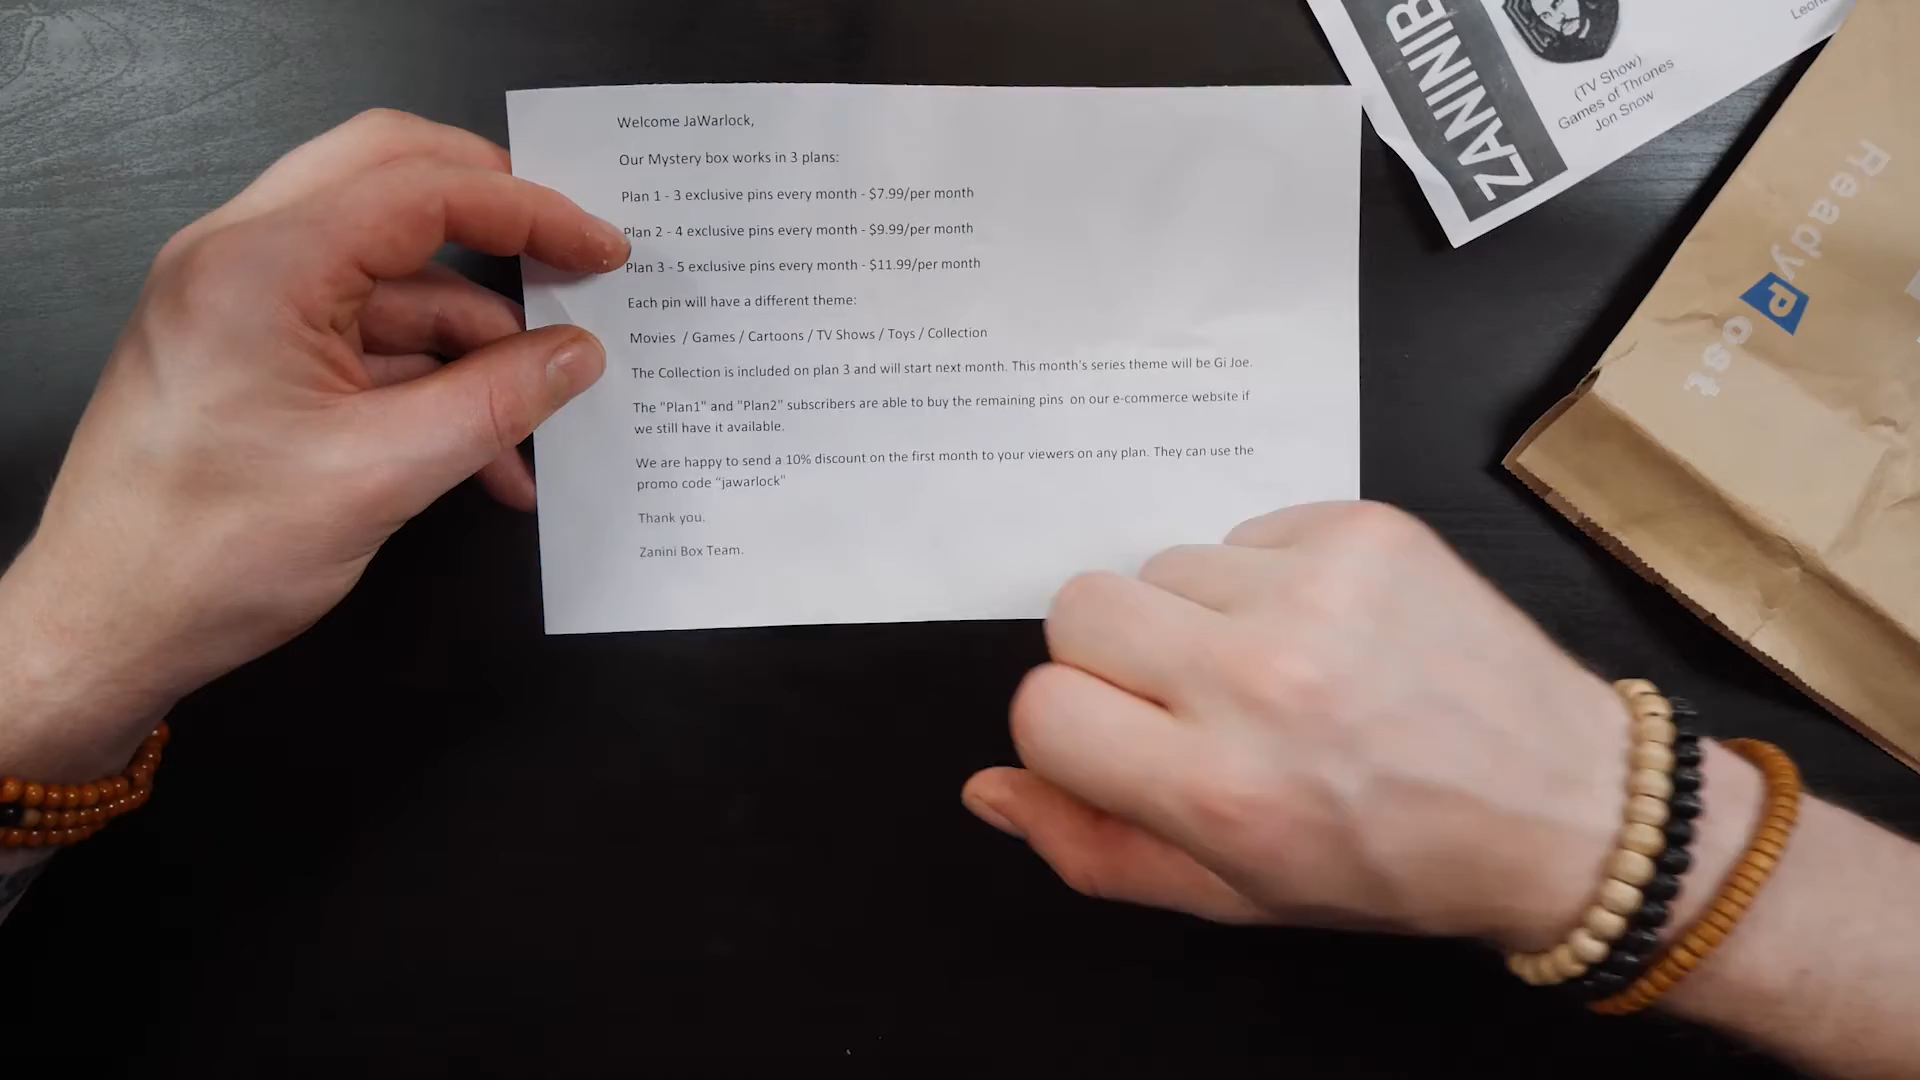 Welcome JaWarlock,
Our Mystery box works in 3 plans:
Plan 1 - 3 exclusive pins every month - $7.99/per month
Plan 2 - 4 exclusive pins every month - $9.99/per month
Plan 3 - 5 exclusive pins every month - $11.99/per month
Each pin will have a different theme:
Movies / Games / Cartoons / TV Shows / Toys / Collection
The Collection is included on plan 3 and will start next month. This month's series theme will be Gi Joe.
The "Plan1" and "Plan2" subscribers are able to buy the remaining pins on our e-commerce website if
we still have it available.
We are happy to send a 10% discount on the first month to your viewers on any plan. They can use the
promo code "jawarlock"
Thank you.
Zanini Box Team.
ZANINIB
(TV Show)
Games of Thrones
Jon Snow
ReadyPost